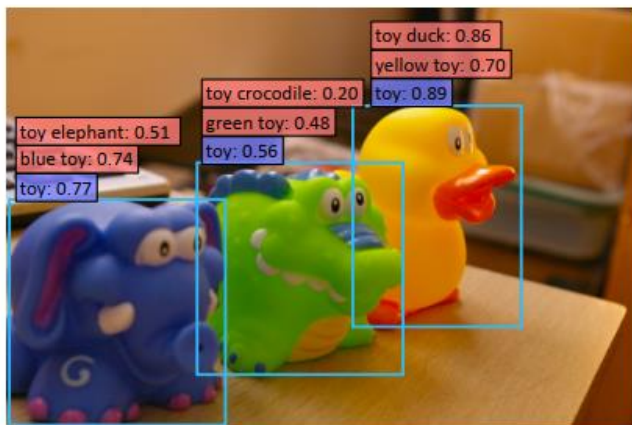 toy duck: 0.86
yellow toy: 0.70
toy: 0.89
toy crocodile: 0.20
green toy: 0.48
toy: 0.56
toy elephant: 0.51
blue toy: 0.74
toy: 0.77